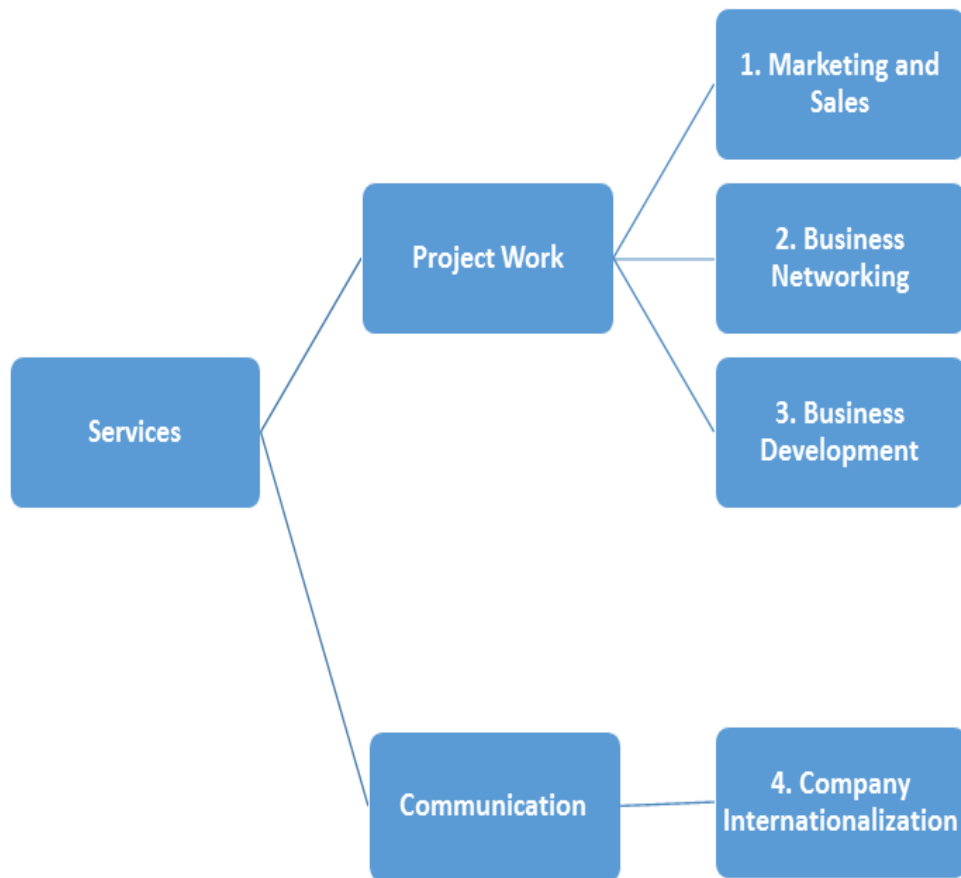 1. Marketing and
Sales
Project Work
2. Business
Networking
Services
3. Business
Development
Communication
4. Company
Internationalization